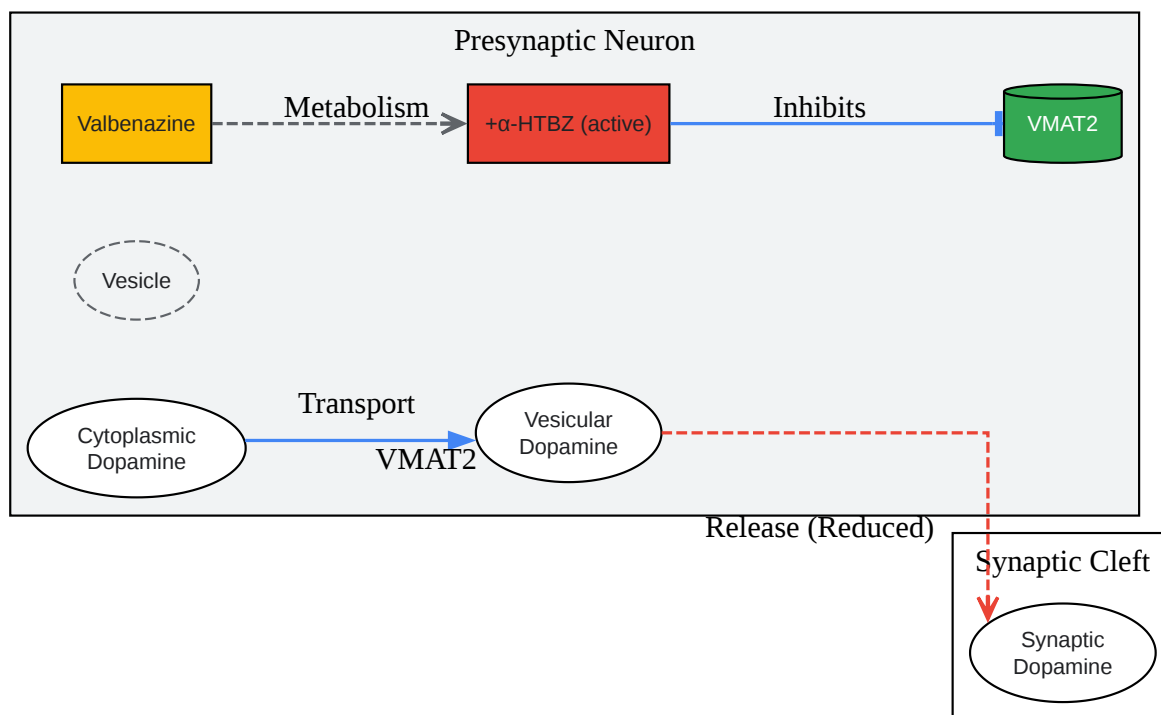 Presynaptic Neuron
Valbenazine
Metabolism
+α-HTBZ (active)
Inhibits
VMAT2
Vesicle
Cytoplasmic
Dopamine
Transport
VMAT2
Vesicular
Dopamine
Release (Reduced)
Synaptic Cleft
Synaptic
Dopamine